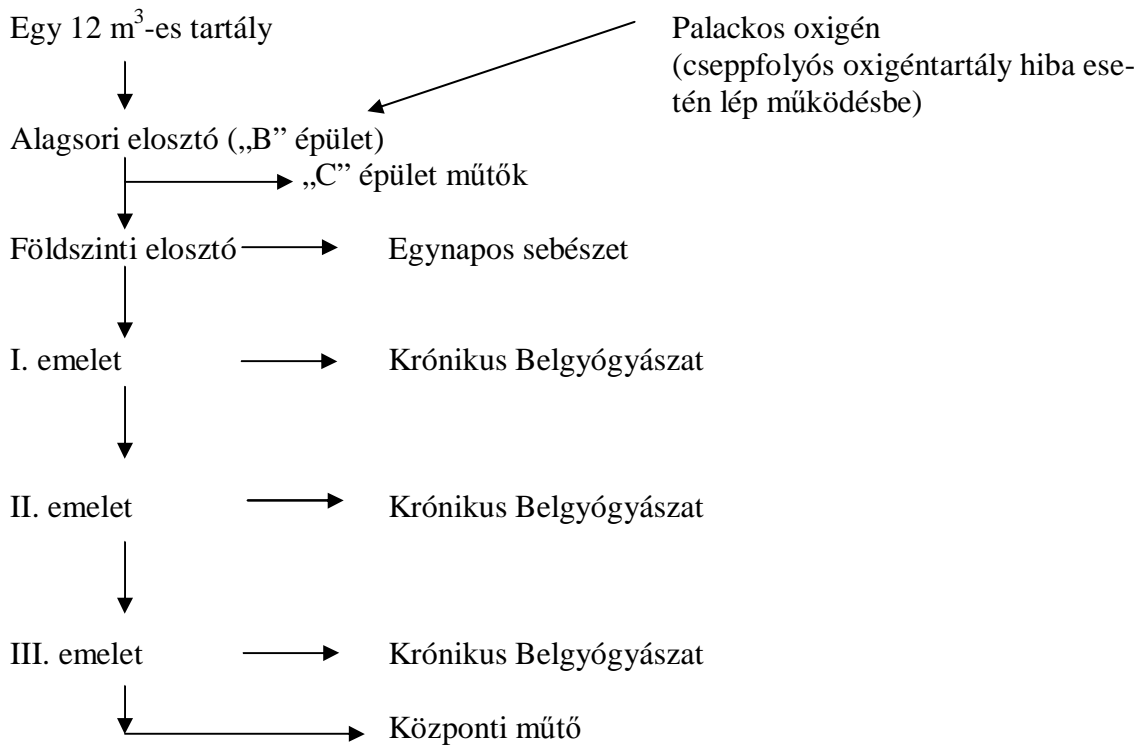 Egy 12 m³-es tartály
Palackos oxigén
(cseppfolyós oxigéntartály hiba ese-
tén lép működésbe)
Alagsori elosztó („B” épület)
„C” épület műtők
Földszinti elosztó
Egynapos sebészet
I. emelet
Krónikus Belgyógyászat
II. emelet
Krónikus Belgyógyászat
III. emelet
Krónikus Belgyógyászat
Központi műtő